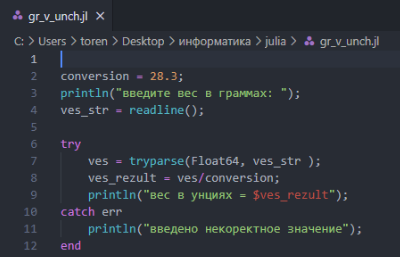 gr_v_unch.jl
C: > Users > toren > Desktop > информатика > julia > gr_v_unch.jl
1
2 conversion = 28.3;
3 println("введите вес в граммах: ");
4 ves_str = readline();
5
6 try
7 ves = tryparse(Float64, ves_str );
8 ves_rezult = ves/conversion;
9 println("вес в унциях = $ves_rezult");
10 catch err
11 println("введено некоректное значение");
12 end